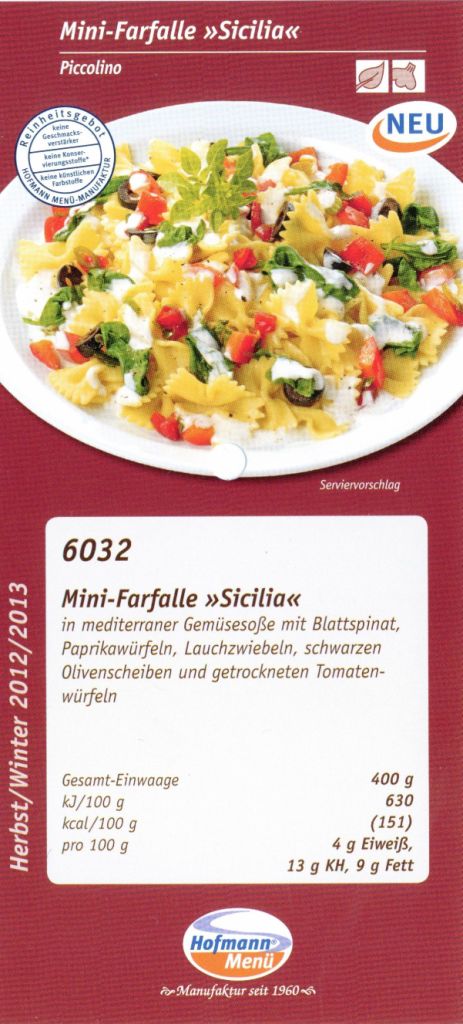 Mini-Farfalle »Sicilia«
Piccolino
Reinheitsgebot
keine
Geschmacks-
verstärker
keine Konser-
vierungsstoffe*
keine künstlichen
Farbstoffe
HOFMANN MENÜ-MANUFAKTUR
NEU
Serviervorschlag
6032
Mini-Farfalle »Sicilia«
in mediterraner Gemüsesoße mit Blattspinat,
Paprikawürfeln, Lauchzwiebeln, schwarzen
Olivenscheiben und getrockneten Tomaten-
würfeln
Gesamt-Einwaage 400 g
kJ/100 g 630
kcal/100 g (151)
pro 100 g 4 g Eiweiß,
13 g KH, 9 g Fett
Herbst/Winter 2012/2013
Hofmann®
Menü
Manufaktur seit 1960